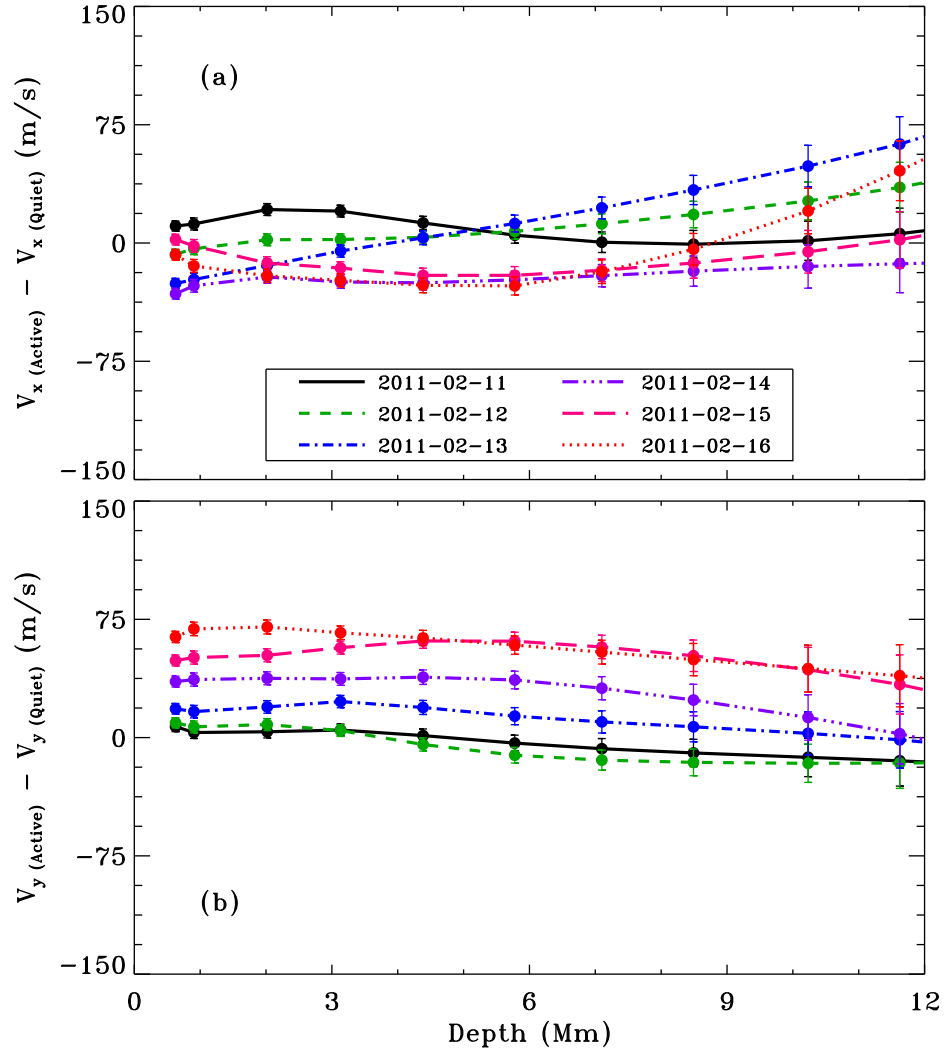 150
(a)
75
0
−75
−150
V_x (Active) − V_x (Quiet) (m/s)
2011-02-11 2011-02-14
2011-02-12 2011-02-15
2011-02-13 2011-02-16
150
75
0
−75
(b)
−150
V_y (Active) − V_y (Quiet) (m/s)
0 3 6 9 12
Depth (Mm)